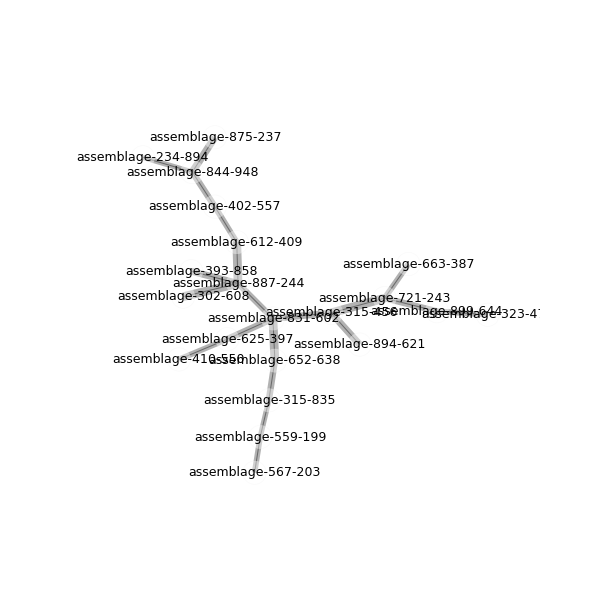 assemblage-875-237
assemblage-234-894
assemblage-844-948
assemblage-402-557
assemblage-612-409
assemblage-663-387
assemblage-393-858
assemblage-887-244
assemblage-302-608
assemblage-721-243
assemblage-315-456
assemblage-899-644
assemblage-323-4
assemblage-831-602
assemblage-625-397
assemblage-894-621
assemblage-410-550
assemblage-652-638
assemblage-315-835
assemblage-559-199
assemblage-567-203